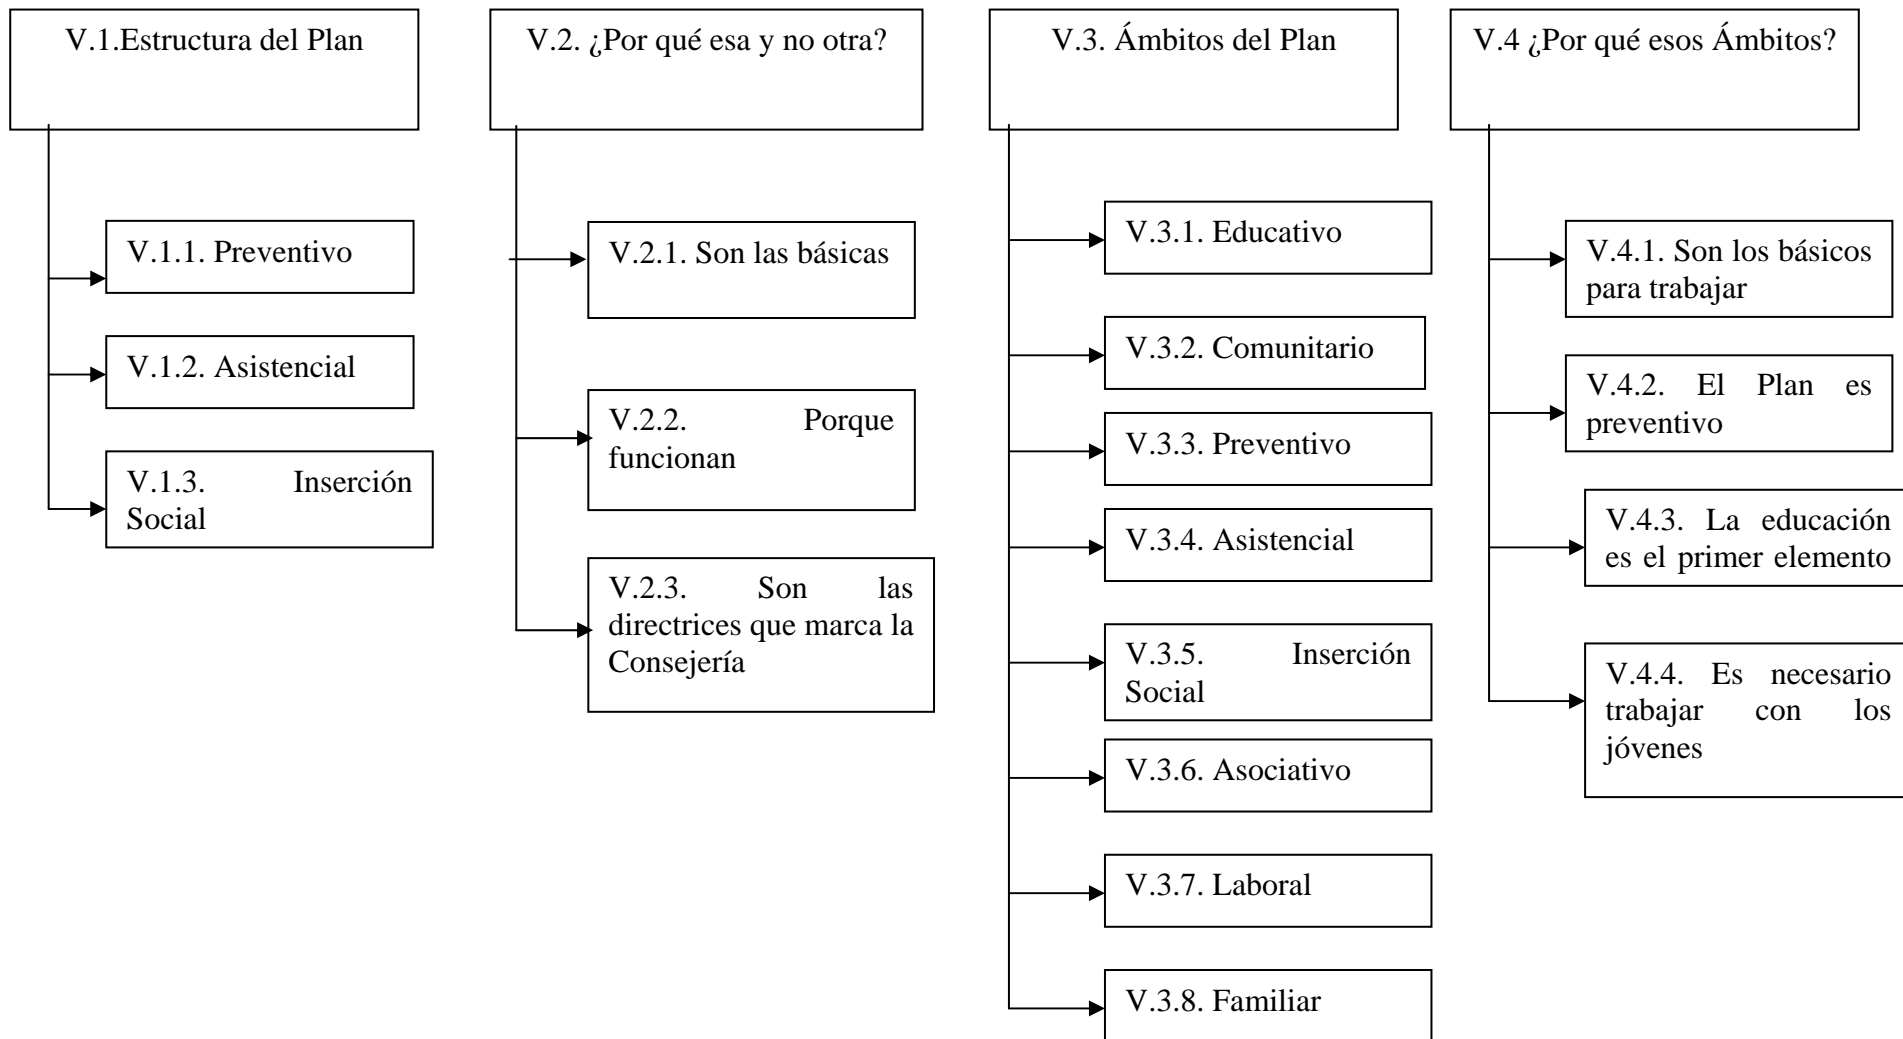 V.1.Estructura del Plan
V.1.1. Preventivo
V.1.2. Asistencial
V.1.3. Inserción
Social
V.2. ¿Por qué esa y no otra?
V.2.1. Son las básicas
V.2.2. Porque
funcionan
V.2.3. Son las
directrices que marca la
Consejería
V.3. Ámbitos del Plan
V.3.1. Educativo
V.3.2. Comunitario
V.3.3. Preventivo
V.3.4. Asistencial
V.3.5. Inserción
Social
V.3.6. Asociativo
V.3.7. Laboral
V.3.8. Familiar
V.4 ¿Por qué esos Ámbitos?
V.4.1. Son los básicos
para trabajar
V.4.2. El Plan es
preventivo
V.4.3. La educación
es el primer elemento
V.4.4. Es necesario
trabajar con los
jóvenes